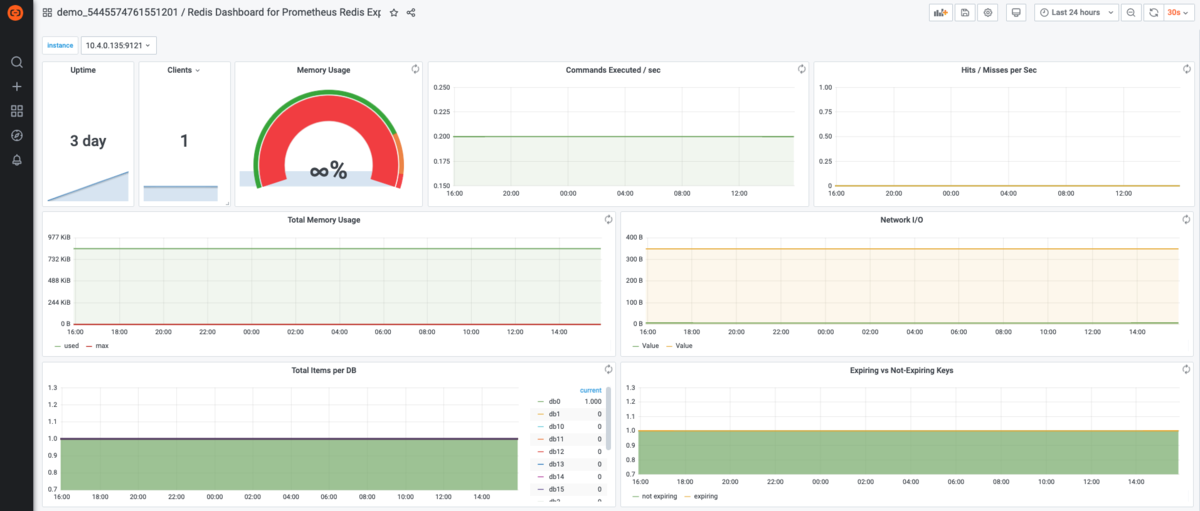 demo_5445574761551201 / Redis Dashboard for Prometheus Redis Exp
Last 24 hours
30s
instance
10.4.0.135:9121
Uptime
3 day
Clients
1
Memory Usage
∞%
Commands Executed / sec
0.250
0.225
0.200
0.175
0.150
16:00 20:00 00:00 04:00 08:00 12:00
Hits / Misses per Sec
1.00
0.75
0.50
0.25
0
16:00 20:00 00:00 04:00 08:00 12:00
Total Memory Usage
977 KiB
732 KiB
488 KiB
244 KiB
0 B
16:00 18:00 20:00 22:00 00:00 02:00 04:00 06:00 08:00 10:00 12:00 14:00
used max
Network I/O
400 B
300 B
200 B
100 B
0 B
16:00 18:00 20:00 22:00 00:00 02:00 04:00 06:00 08:00 10:00 12:00 14:00
Value Value
Total Items per DB
1.3
1.2
1.1
1.0
0.9
0.8
0.7
16:00 18:00 20:00 22:00 00:00 02:00 04:00 06:00 08:00 10:00 12:00 14:00
current
db0 1.000
db1 0
db10 0
db11 0
db12 0
db13 0
db14 0
db15 0
Expiring vs Not-Expiring Keys
1.3
1.2
1.1
1.0
0.9
0.8
0.7
16:00 18:00 20:00 22:00 00:00 02:00 04:00 06:00 08:00 10:00 12:00 14:00
not expiring expiring